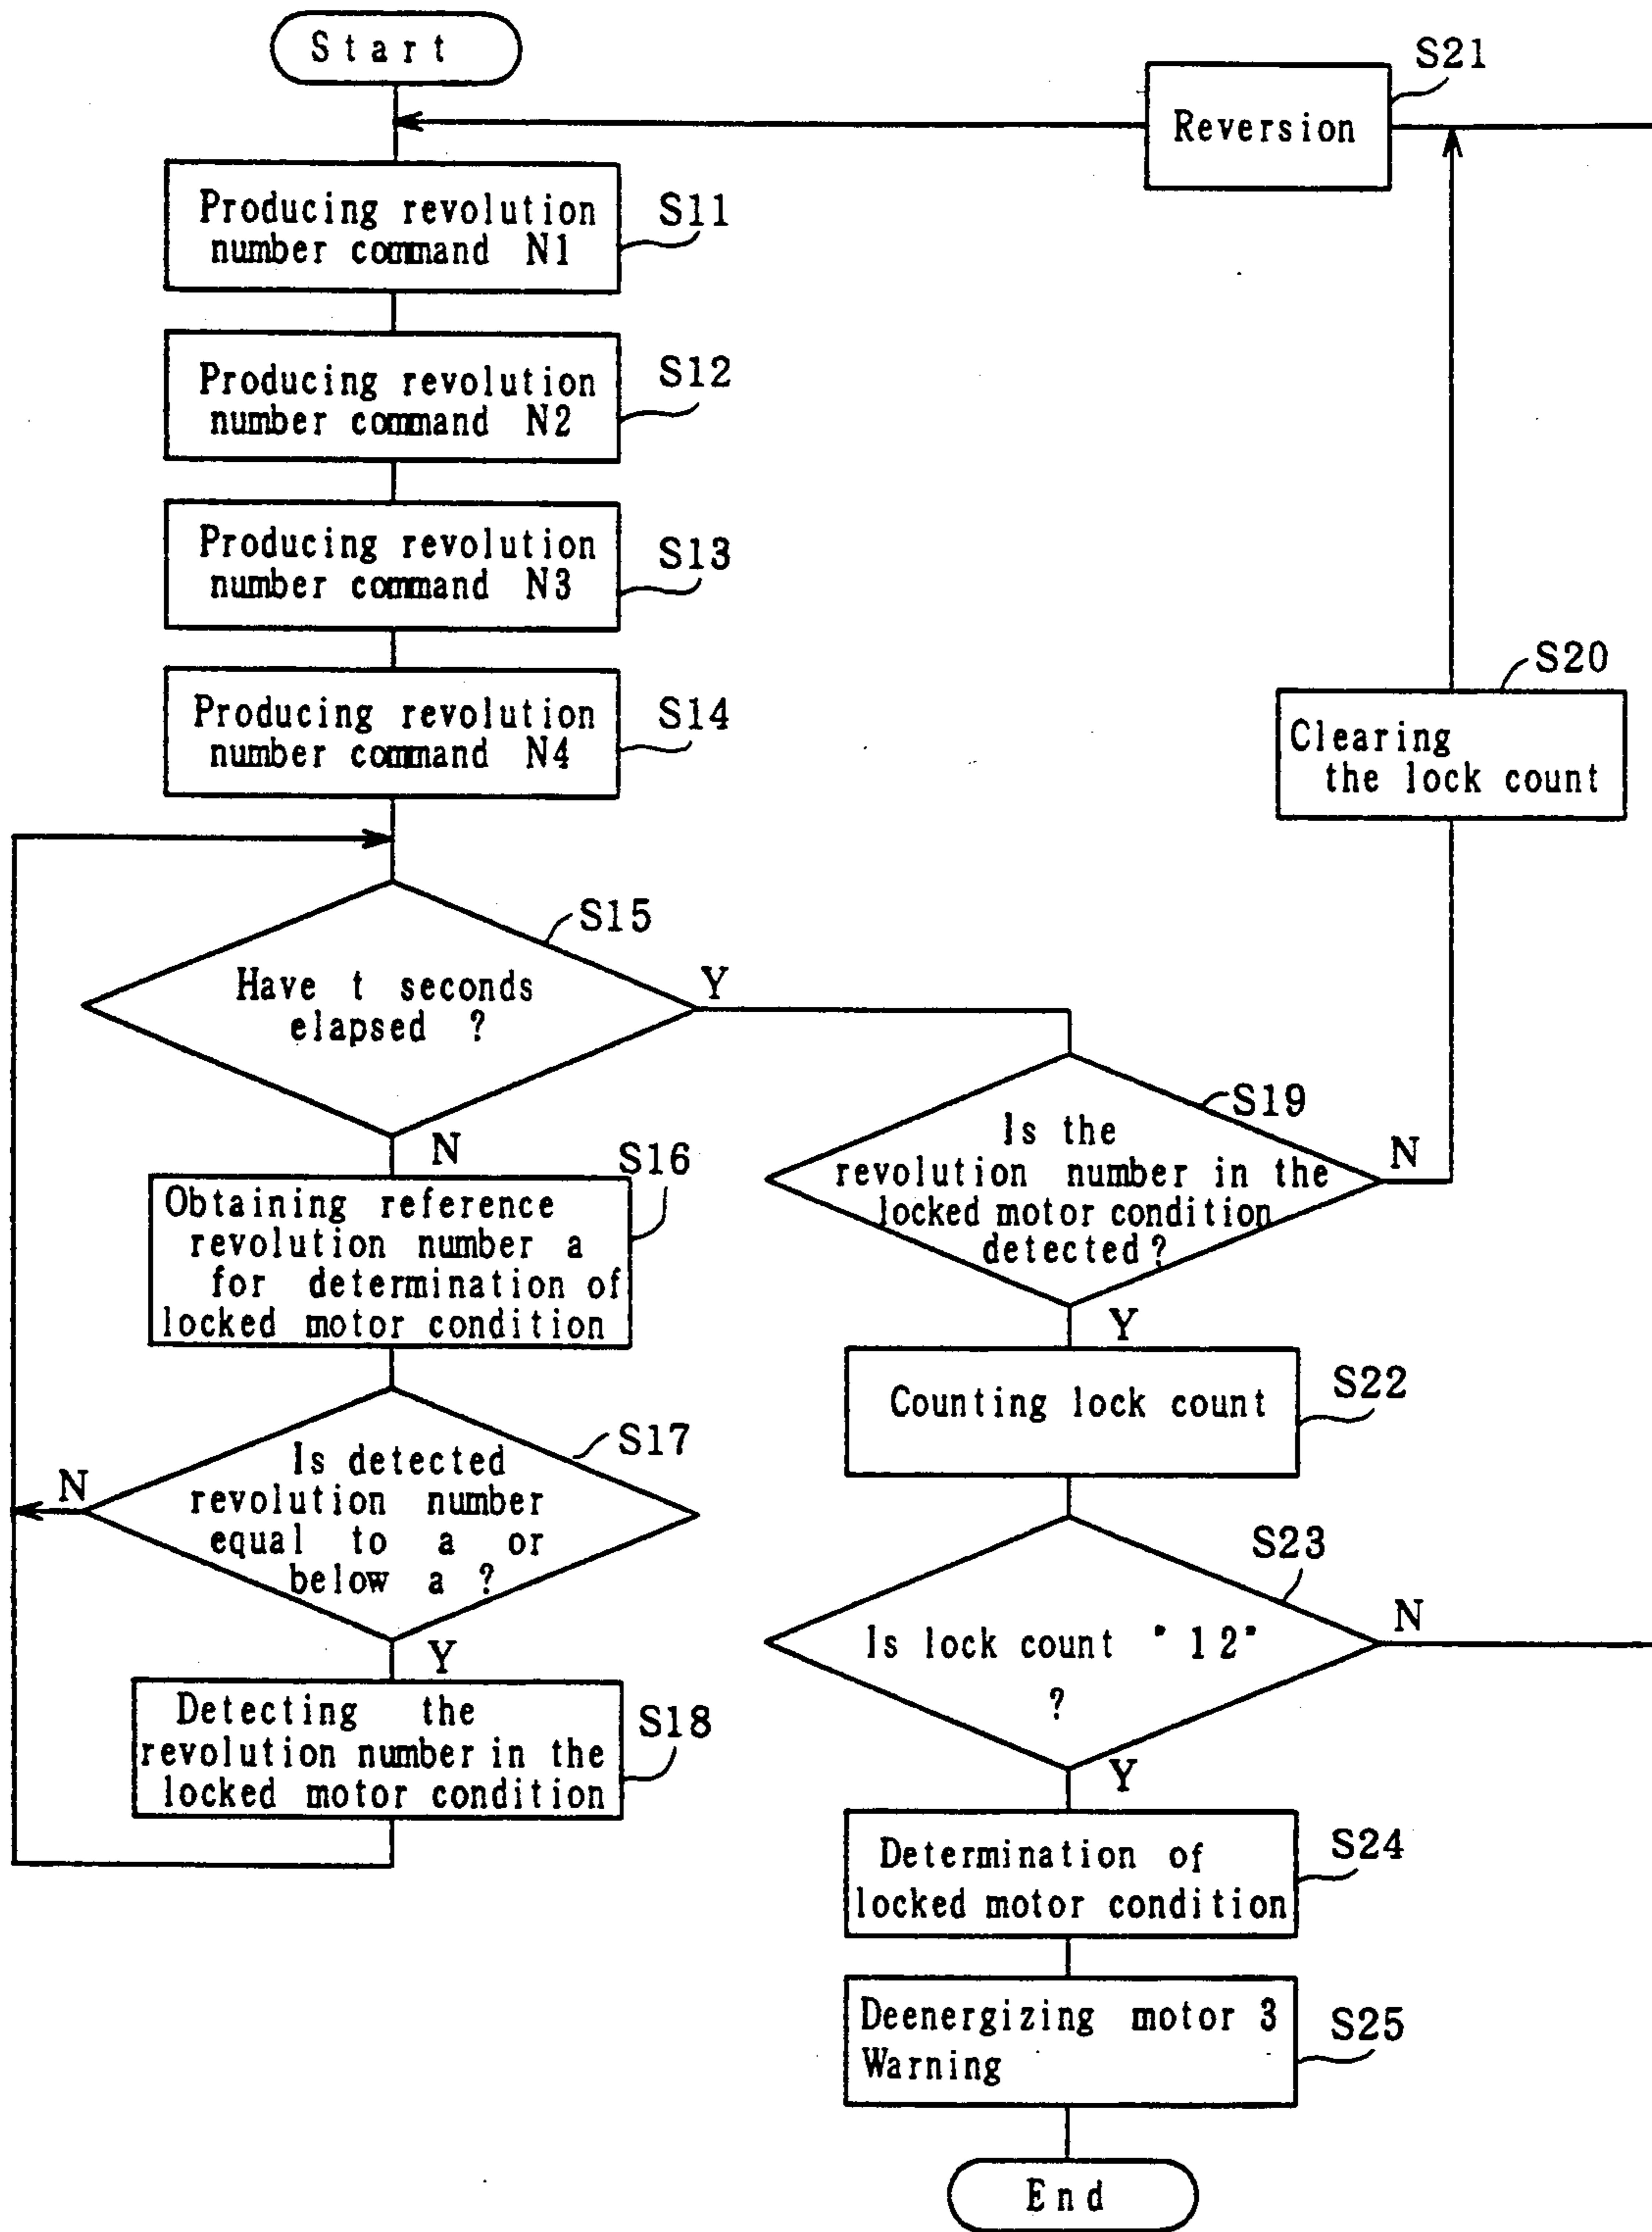 Start
S21
Reversion
Producing revolution
number command N1
S11
Producing revolution
number command N2
S12
Producing revolution
number command N3
S13
Producing revolution
number command N4
S14
S20
Clearing
the lock count
S15
Have t seconds
elapsed ?
Y
N
S16
Obtaining reference
revolution number a
for determination of
locked motor condition
S17
Is detected
revolution number
equal to a or
below a ?
N
Y
Detecting the
revolution number in the
locked motor condition
S18
S19
Is the
revolution number in the
locked motor condition
detected?
N
Y
Counting lock count
S22
S23
Is lock count "12"
?
N
Y
Determination of
locked motor condition
S24
Deenergizing motor 3
Warning
S25
End